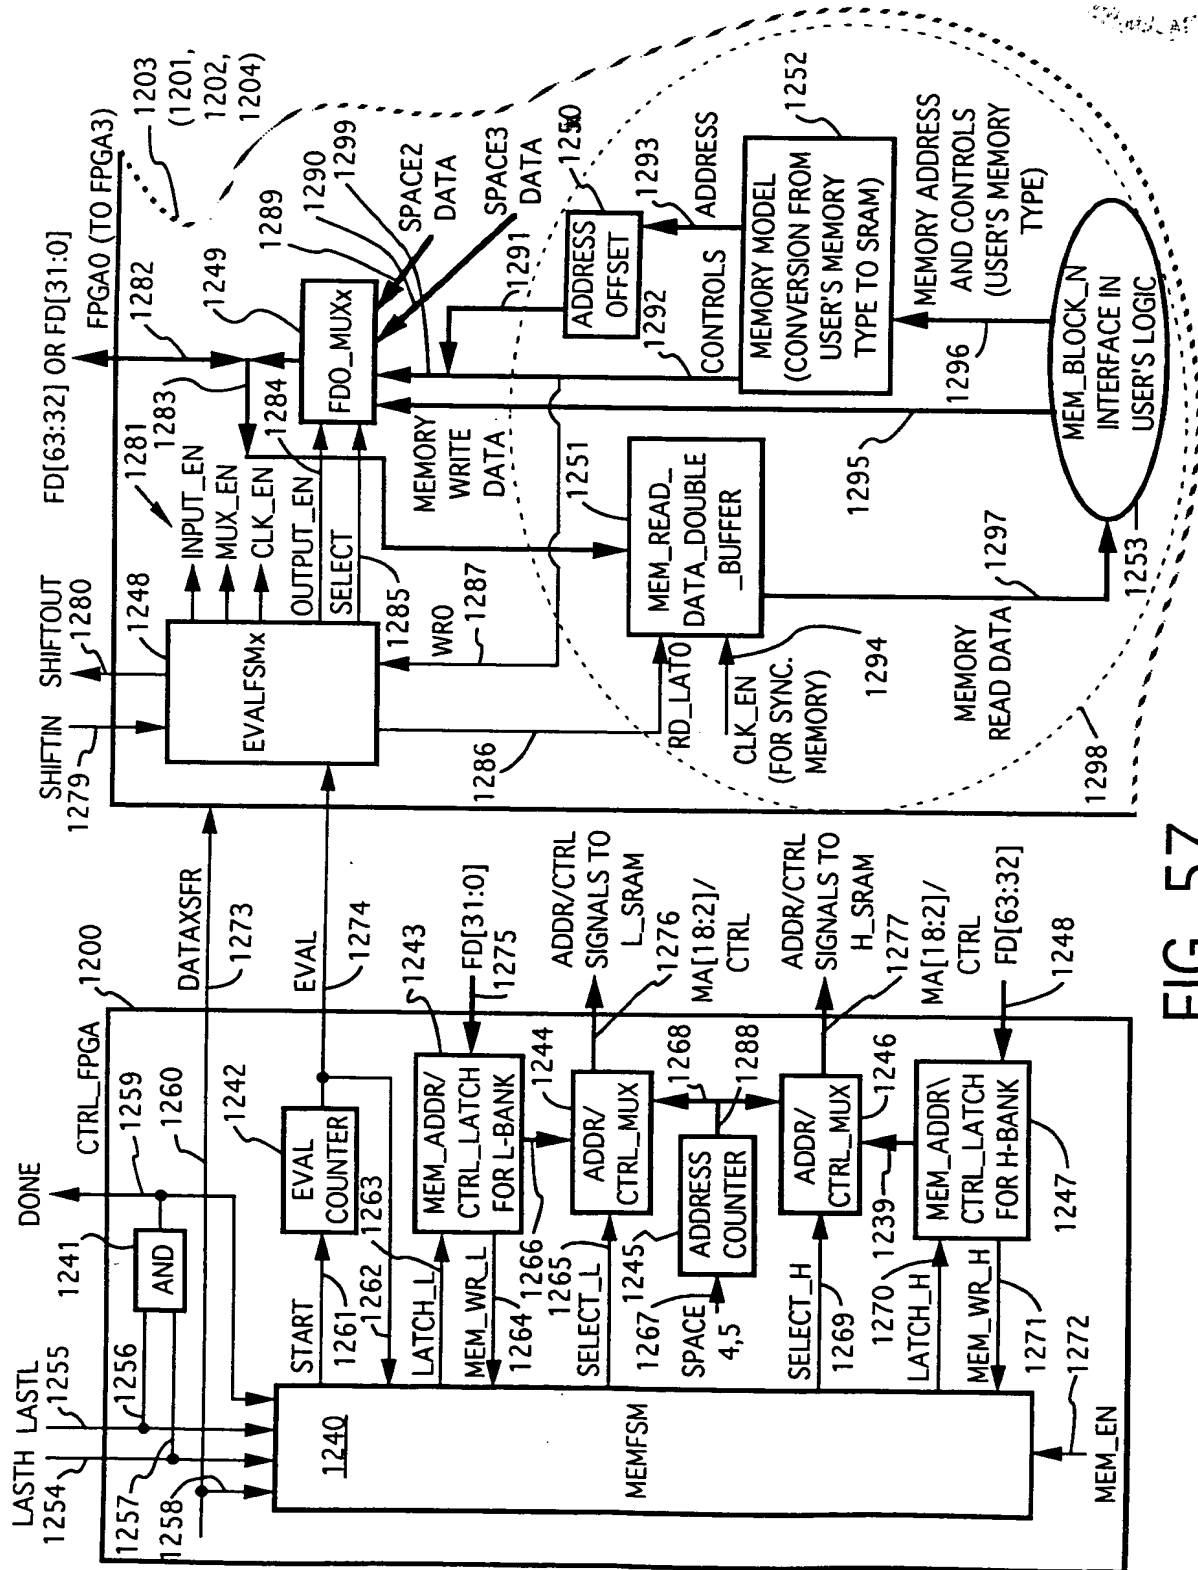 FPGA0 (TO FPGA3)
1203
(1201,
1202,
1204)
FD[63:32] OR FD[31:0]
1282
1283
1249
FDO_MUXx
1289
1290
1299
SPACE2
DATA
SPACE3
DATA
SHIFTIN
1279
SHIFTOUT
1280
1248
EVALFSMx
1281
INPUT_EN
MUX_EN
CLK_EN
OUTPUT_EN
1284
SELECT
1285
WR0
1287
1286
MEMORY
WRITE
DATA
1291
ADDRESS
OFFSET
1250
1293
ADDRESS
1292
CONTROLS
1252
MEMORY MODEL
(CONVERSION FROM
USER'S MEMORY
TYPE TO SRAM)
1251
MEM_READ_
DATA_DOUBLE
_BUFFER
RD_LAT0
CLK_EN
(FOR SYNC.
MEMORY)
1294
1295
1296
MEMORY ADDRESS
AND CONTROLS
(USER'S MEMORY
TYPE)
MEMORY
READ DATA
1297
1253
MEM_BLOCK_N
INTERFACE IN
USER'S LOGIC
1298
DATAXSFR
1273
EVAL
1274
1200
CTRL_FPGA
DONE
1259
1260
1241
AND
LASTH
1254
LASTL
1255
1256
1257
1258
1240
MEMFSM
START
1261
1262
1242
EVAL
COUNTER
LATCH_L
1263
MEM_WR_L
1264
1243
MEM_ADDR/
CTRL_LATCH
FOR L-BANK
FD[31:0]
1275
1266
SELECT_L
1265
1244
ADDR/
CTRL_MUX
ADDR/CTRL
SIGNALS TO
L_SRAM
1276
MA[18:2]/
CTRL
1268
1288
1245
ADDRESS
COUNTER
1267
SPACE
4,5
SELECT_H
1269
1246
ADDR/
CTRL_MUX
ADDR/CTRL
SIGNALS TO
H_SRAM
1277
MA[18:2]/
CTRL
1239
LATCH_H
1270
MEM_WR_H
1271
1247
MEM_ADDR\
CTRL_LATCH
FOR H-BANK
FD[63:32]
1248
MEM_EN
1272
FIG. 57